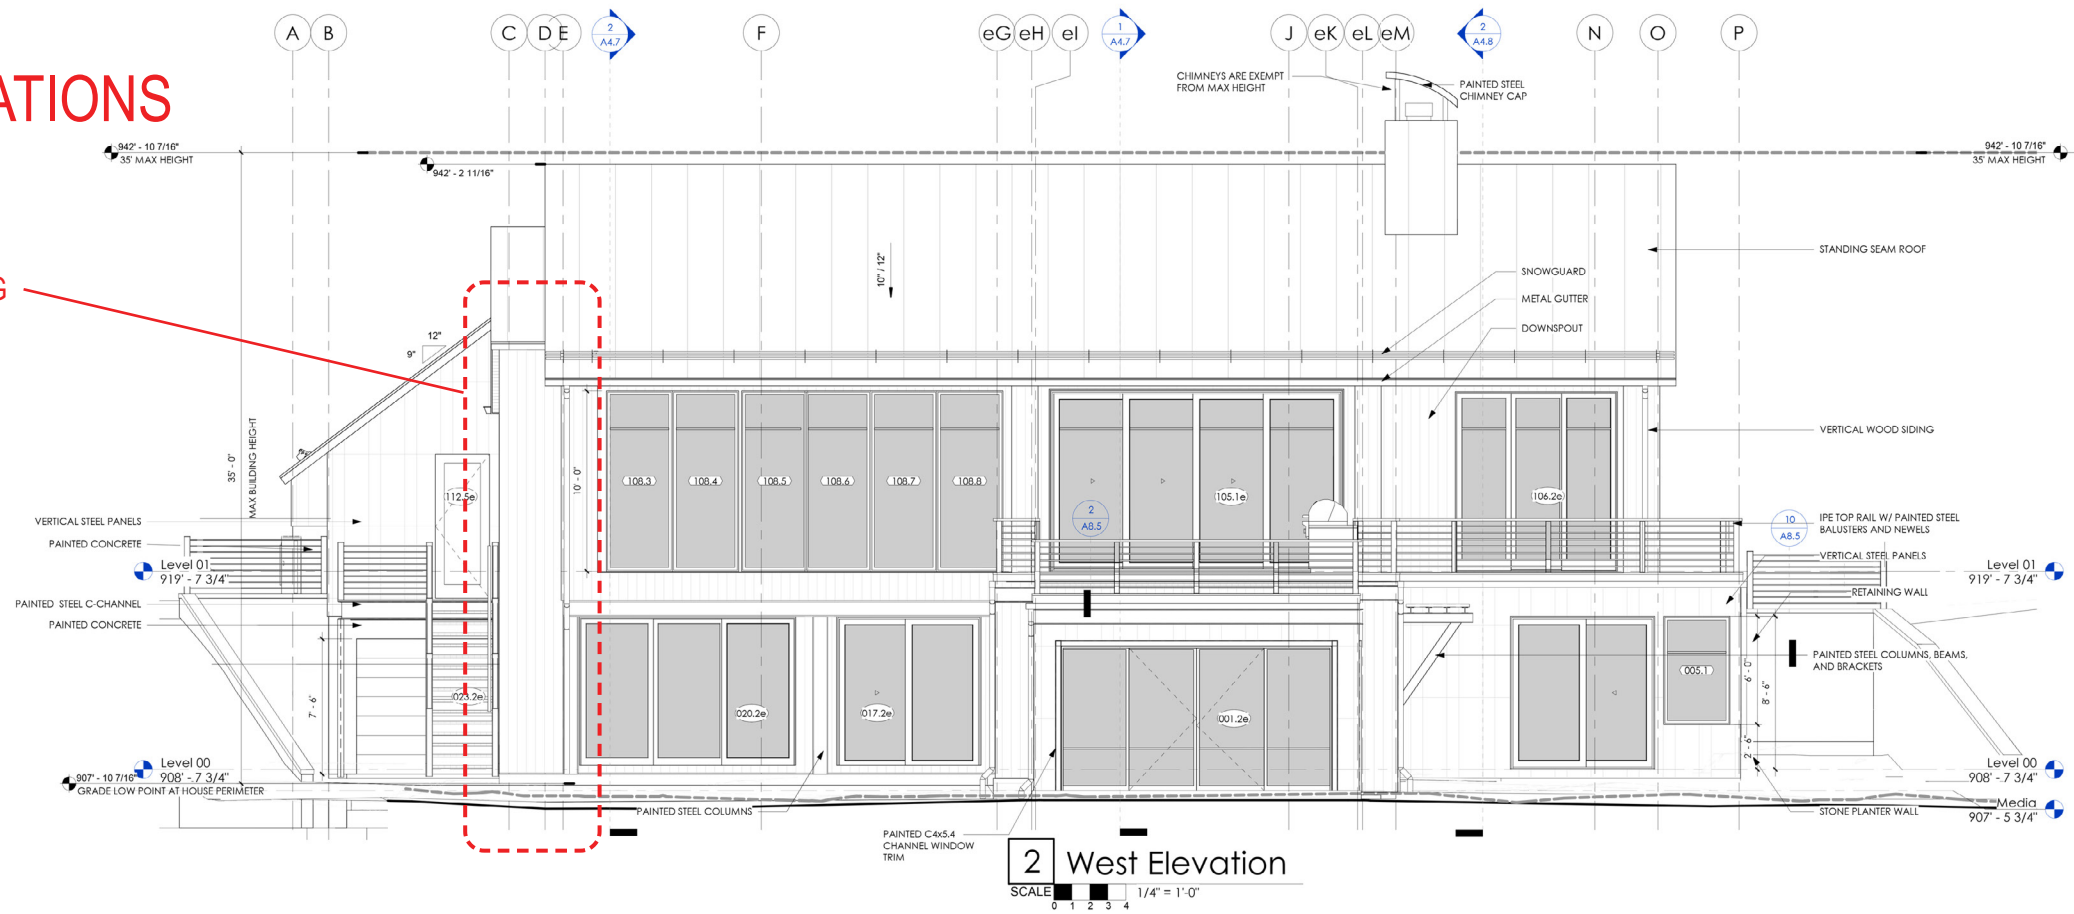 A B C D E F eG eH eI J eK eL eM N O P
2
A4.7
1
A4.7
2
A4.8
ATIONS
G
CHIMNEYS ARE EXEMPT
FROM MAX HEIGHT
PAINTED STEEL
CHIMNEY CAP
942' - 10 7/16"
35' MAX HEIGHT
942' - 2 11/16"
942' - 10 7/16"
35' MAX HEIGHT
STANDING SEAM ROOF
10" / 12"
SNOWGUARD
METAL GUTTER
DOWNSPOUT
12"
9"
VERTICAL WOOD SIDING
35' - 0"
MAX BUILDING HEIGHT
10' - 0"
108.3
108.4
108.5
108.6
108.7
108.8
105.1e
106.2e
112.5e
2
A8.5
10
A8.5
VERTICAL STEEL PANELS
PAINTED CONCRETE
IPE TOP RAIL W/ PAINTED STEEL
BALUSTERS AND NEWELS
VERTICAL STEEL PANELS
Level 01
919' - 7 3/4"
Level 01
919' - 7 3/4"
RETAINING WALL
PAINTED STEEL C-CHANNEL
PAINTED CONCRETE
PAINTED STEEL COLUMNS, BEAMS,
AND BRACKETS
7' - 6"
023.2e
020.2e
017.2e
001.2e
005.1
6' - 0"
8' - 6"
2' - 6"
Level 00
908' - 7 3/4"
907' - 10 7/16"
GRADE LOW POINT AT HOUSE PERIMETER
Level 00
908' - 7 3/4"
Media
907' - 5 3/4"
PAINTED STEEL COLUMNS
STONE PLANTER WALL
PAINTED C4x5.4
CHANNEL WINDOW
TRIM
2 West Elevation
SCALE 1/4" = 1'-0"
0 1 2 3 4